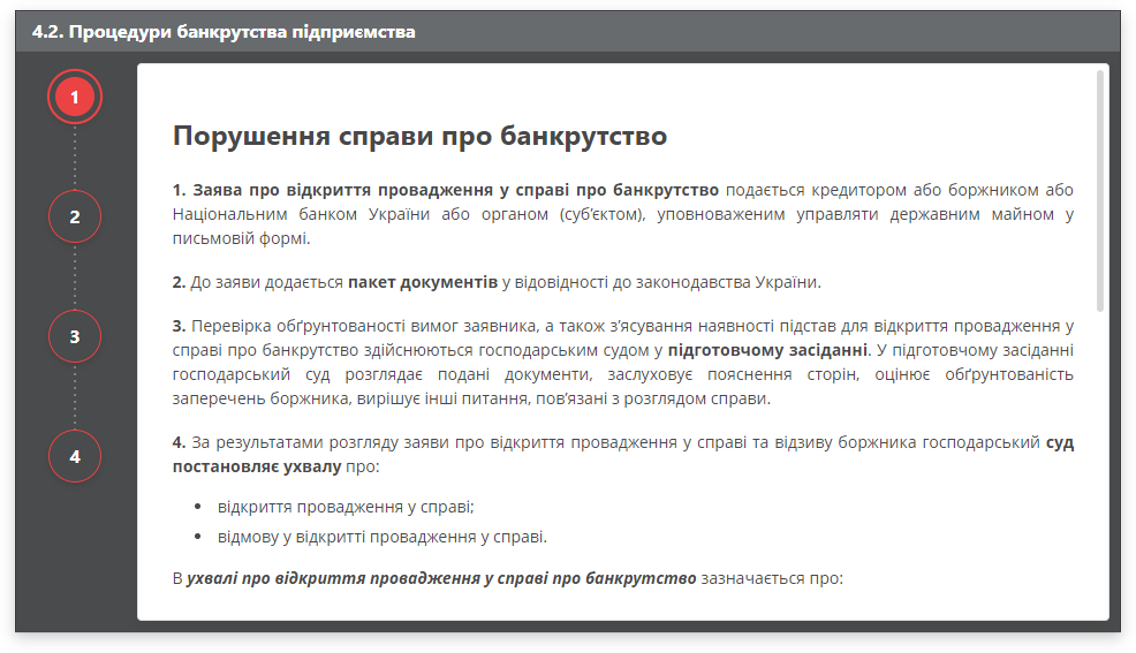 4.2. Процедури банкрутства підприємства
1
2
3
4
Порушення справи про банкрутство
1. Заява про відкриття провадження у справі про банкрутство подається кредитором або боржником або
Національним банком України або органом (суб’єктом), уповноваженим управляти державним майном у
письмовій формі.
2. До заяви додається пакет документів у відовідності до законодавства України.
3. Перевірка обґрунтованості вимог заявника, а також з’ясування наявності підстав для відкриття провадження у
справі про банкрутство здійснюються господарським судом у підготовчому засіданні. У підготовчому засіданні
господарський суд розглядає подані документи, заслуховує пояснення сторін, оцінює обґрунтованість
заперечень боржника, вирішує інші питання, пов’язані з розглядом справи.
4. За результатами розгляду заяви про відкриття провадження у справі та відзиву боржника господарський суд
постановляє ухвалу про:
• відкриття провадження у справі;
• відмову у відкритті провадження у справі.
В ухвалі про відкриття провадження у справі про банкрутство зазначається про: